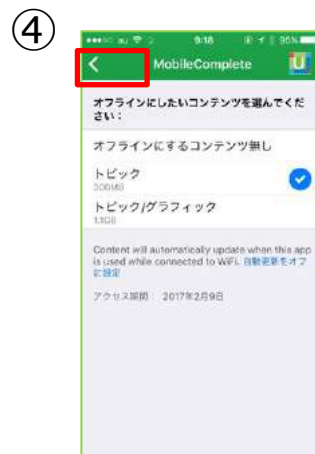 ④
au 9:18 95%
MobileComplete
オフラインにしたいコンテンツを選んでくだ
さい：
オフラインにするコンテンツ無し
トピック
300MB
トピック/グラフィック
1.1GB
Content will automatically update when this app
is used while connected to WiFi. 自動更新をオフ
に設定
アクセス期間： 2017年2月9日